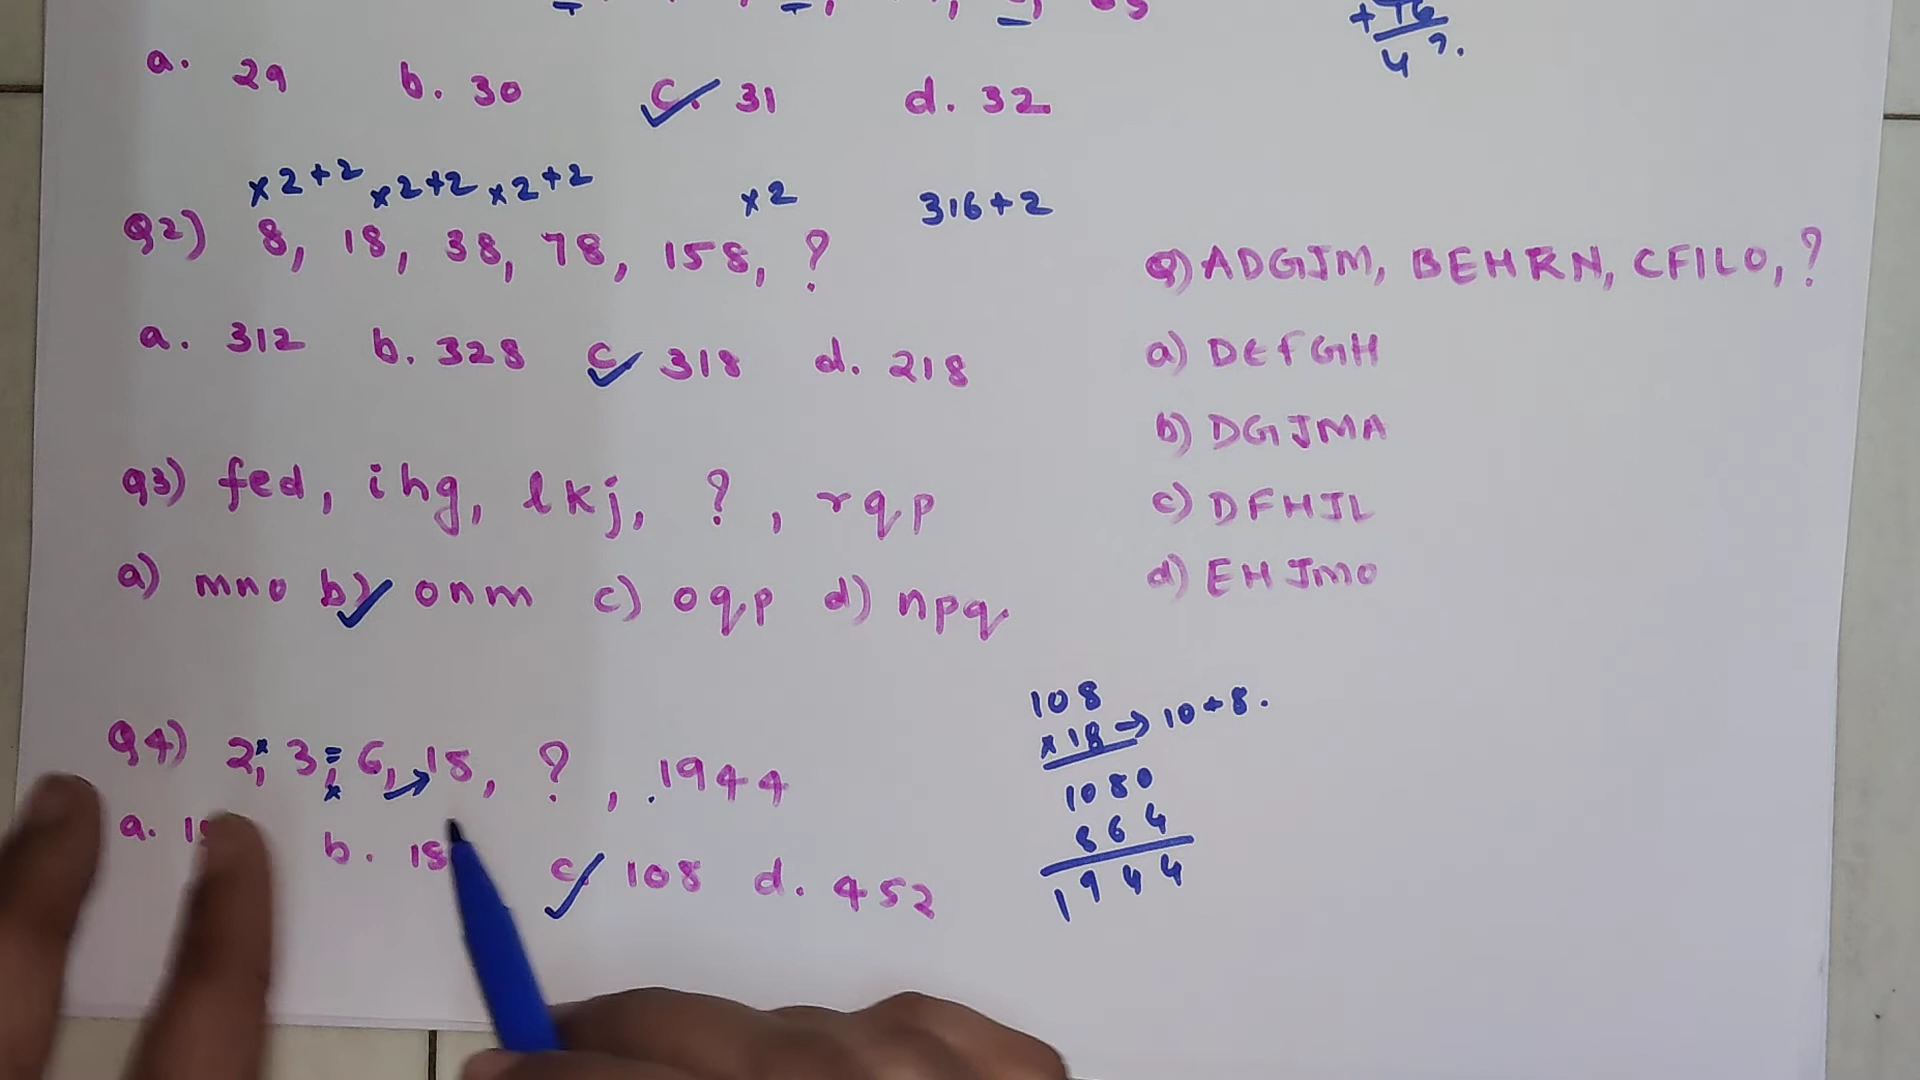 a. 29 b. 30 c. 31 d. 32
4
×2+2 ×2+2 ×2+2 ×2 316+2
Q2) 8, 18, 38, 78, 158, ?
a. 312 b. 328 c 318 d. 218
Q3) fed, ihg, lkj, ?, rqp
a) mno b) onm c) oqp d) npq
Q4) 2, 3, 6, 18, ?, 1944
× = × →
a. b. c. 108 d. 452
Q) ADGJM, BEHKN, CFILO, ?
a) DEFGH
b) DGJMA
c) DFHJL
d) EHJMO
108
×18 → 10+8.
1080
864
1944